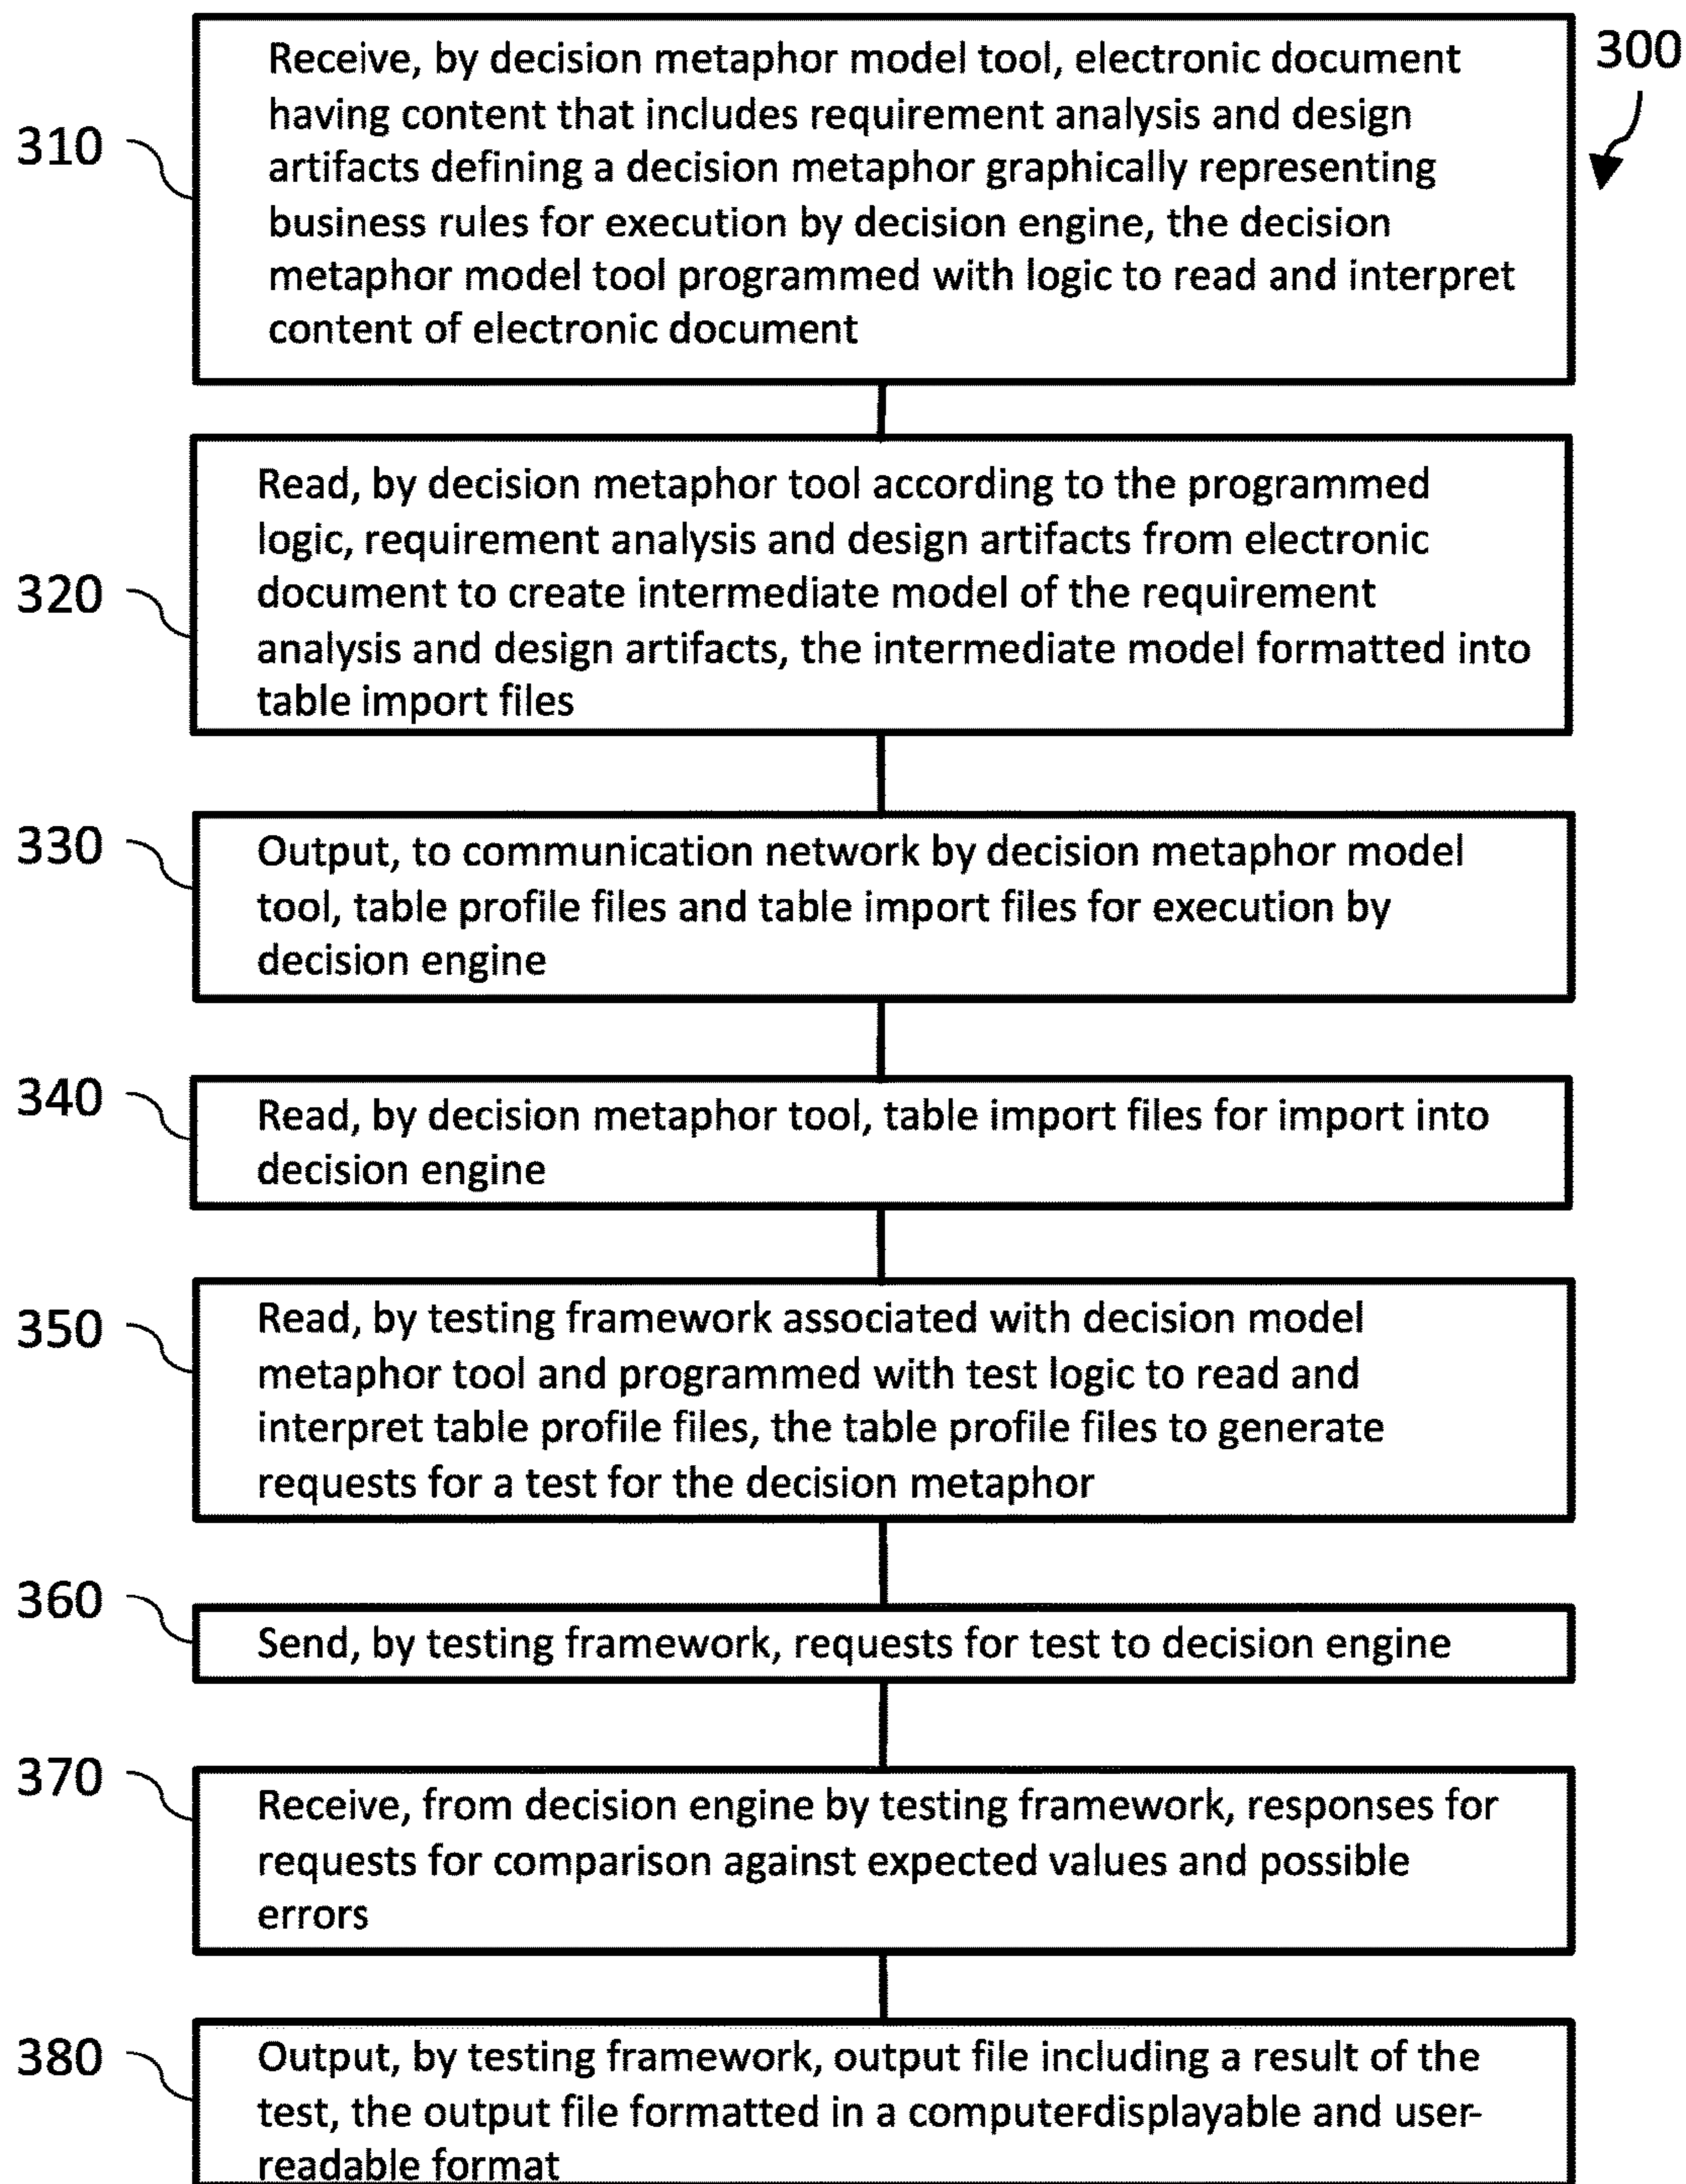 300
310
Receive, by decision metaphor model tool, electronic document
having content that includes requirement analysis and design
artifacts defining a decision metaphor graphically representing
business rules for execution by decision engine, the decision
metaphor model tool programmed with logic to read and interpret
content of electronic document
320
Read, by decision metaphor tool according to the programmed
logic, requirement analysis and design artifacts from electronic
document to create intermediate model of the requirement
analysis and design artifacts, the intermediate model formatted into
table import files
330
Output, to communication network by decision metaphor model
tool, table profile files and table import files for execution by
decision engine
340
Read, by decision metaphor tool, table import files for import into
decision engine
350
Read, by testing framework associated with decision model
metaphor tool and programmed with test logic to read and
interpret table profile files, the table profile files to generate
requests for a test for the decision metaphor
360
Send, by testing framework, requests for test to decision engine
370
Receive, from decision engine by testing framework, responses for
requests for comparison against expected values and possible
errors
380
Output, by testing framework, output file including a result of the
test, the output file formatted in a computer-displayable and user-
readable format